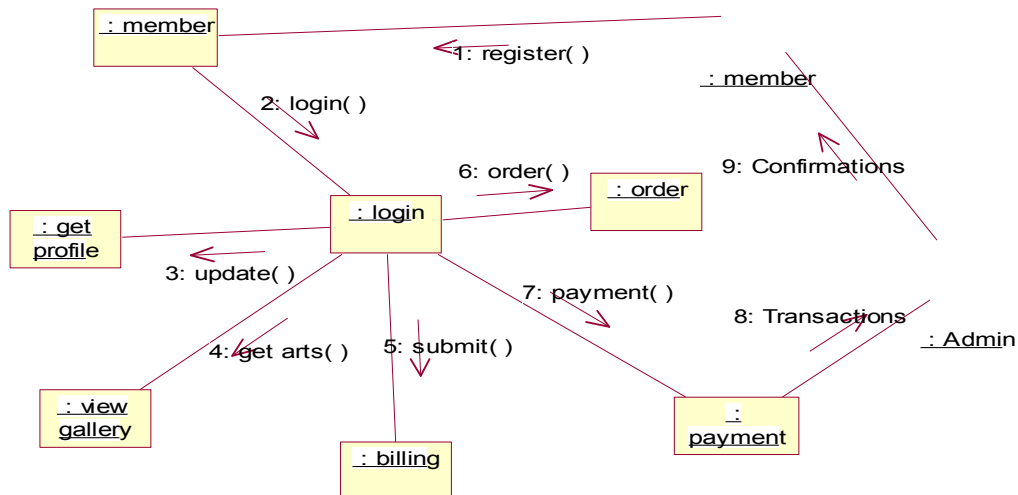 : member
1: register( )
: member
2: login( )
9: Confirmations
6: order( )
: order
: login
: get
profile
3: update( )
7: payment( )
8: Transactions
4: get arts( )
5: submit( )
: Admin
: view
gallery
:
payment
: billing